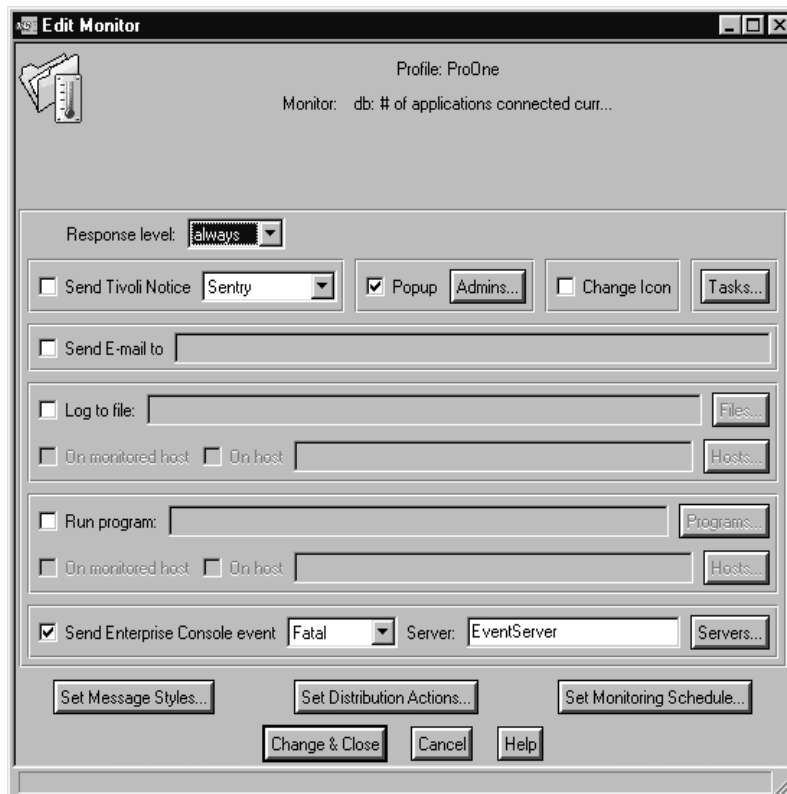 Edit Monitor
Profile: ProOne
Monitor: db: # of applications connected curr...
Response level: always
Send Tivoli Notice Sentry Popup Admins... Change Icon Tasks...
Send E-mail to
Log to file: Files...
On monitored host On host Hosts...
Run program: Programs...
On monitored host On host Hosts...
Send Enterprise Console event Fatal Server: EventServer Servers...
Set Message Styles... Set Distribution Actions... Set Monitoring Schedule...
Change & Close Cancel Help